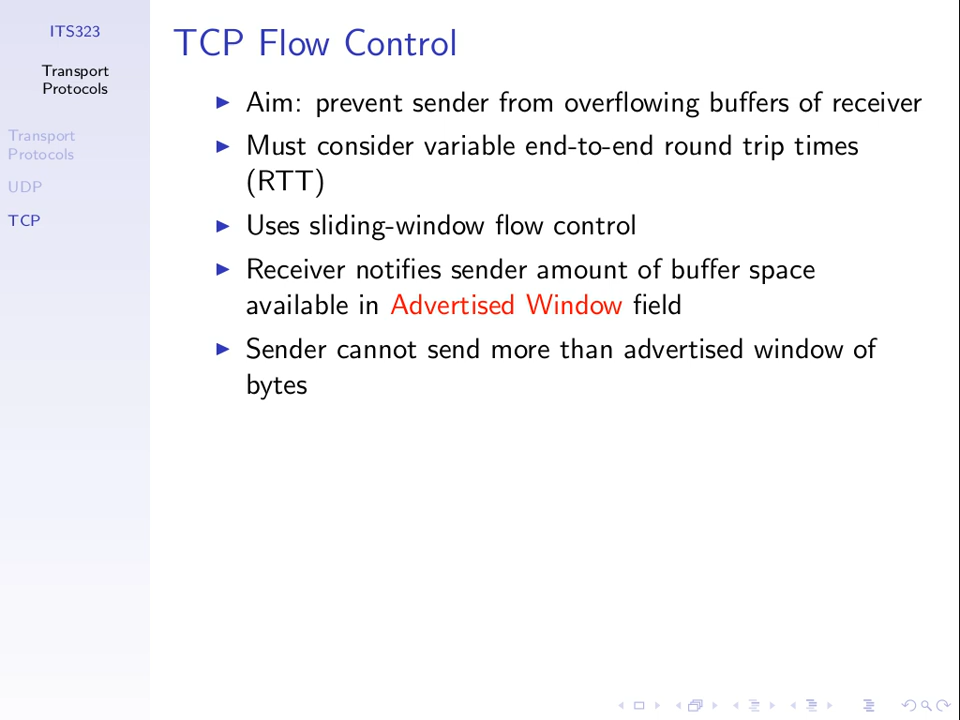 ITS323
Transport
Protocols
Transport
Protocols
UDP
TCP
TCP Flow Control
Aim: prevent sender from overflowing buffers of receiver
Must consider variable end-to-end round trip times
(RTT)
Uses sliding-window flow control
Receiver notifies sender amount of buffer space
available in Advertised Window field
Sender cannot send more than advertised window of
bytes